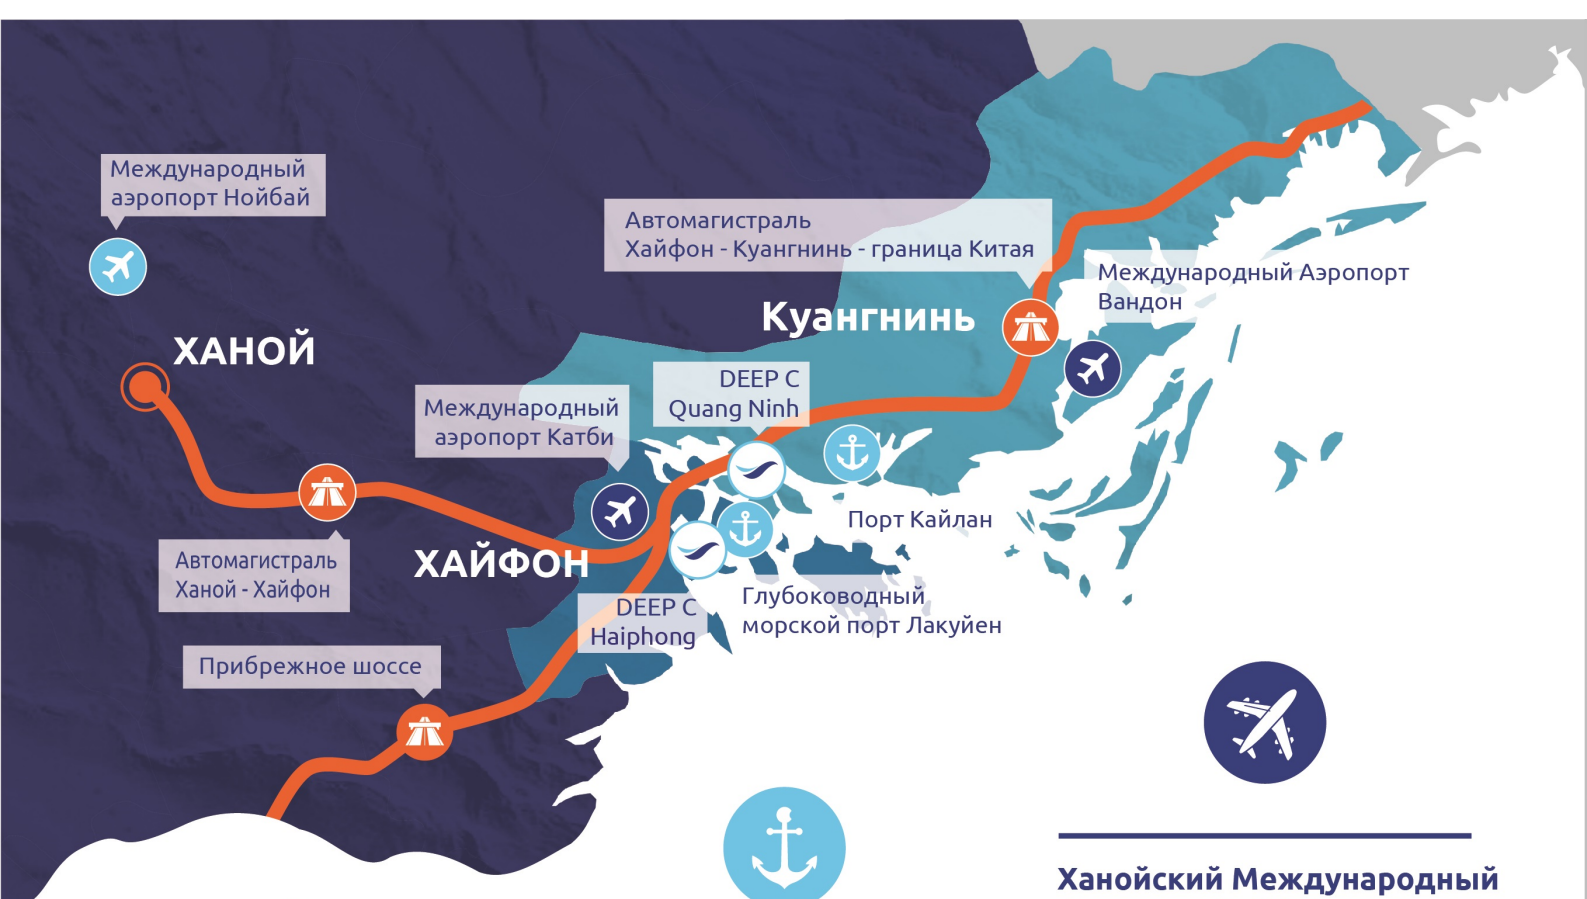 Международный
аэропорт Нойбай
ХАНОЙ
Автомагистраль
Хайфон - Куангнинь - граница Китая
Международный Аэропорт
Вандон
Куангнинь
DEEP C
Quang Ninh
Международный
аэропорт Катби
Порт Кайлан
Автомагистраль
Ханой - Хайфон
ХАЙФОН
DEEP C
Haiphong
Глубоководный
морской порт Лакуйен
Прибрежное шоссе
Ханойский Международный